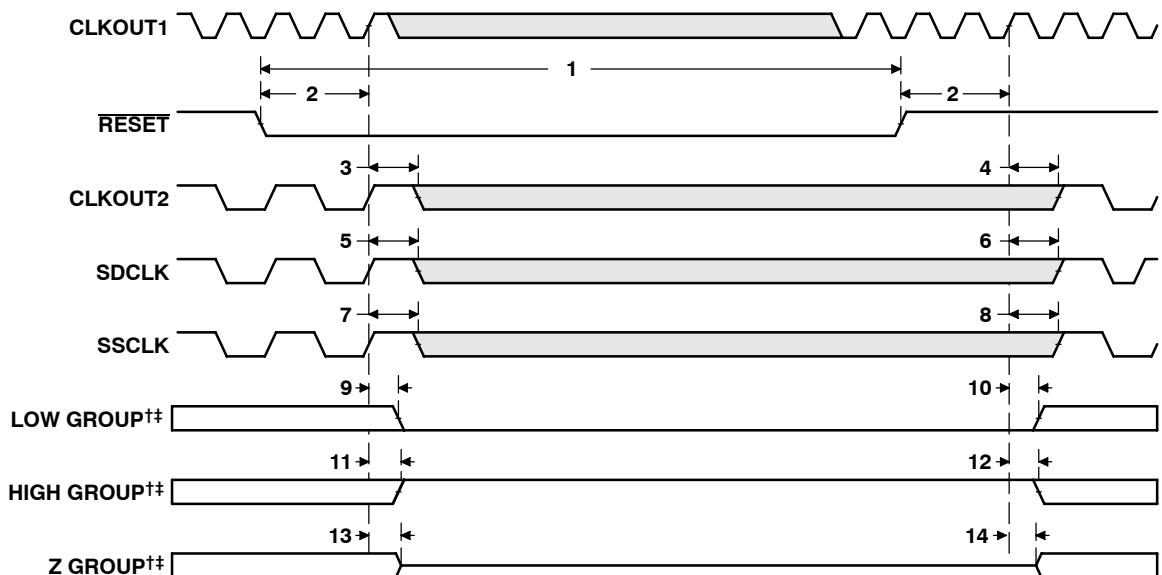 CLKOUT1
1
2 2
RESET
3 4
CLKOUT2
5 6
SDCLK
7 8
SSCLK
9 10
LOW GROUP†‡
11 12
HIGH GROUP†‡
13 14
Z GROUP†‡